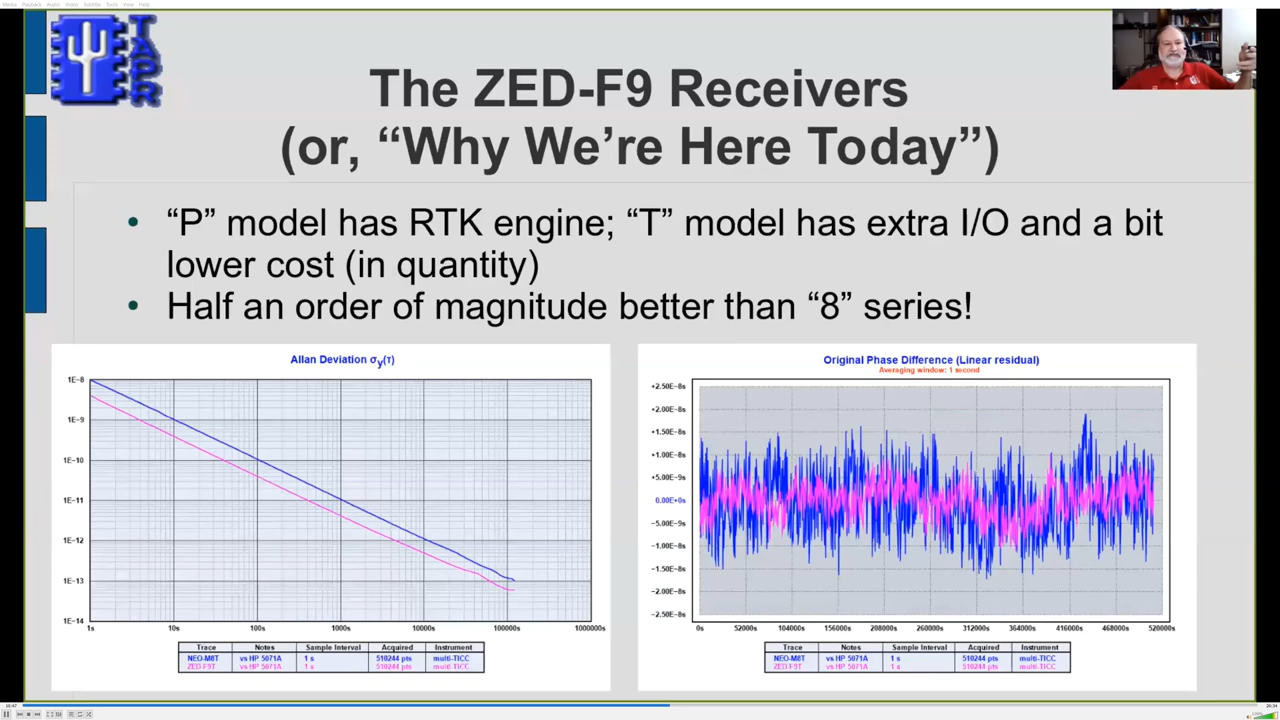 Media Playback Audio Video Subtitle Tools View Help
TAPR
The ZED-F9 Receivers
(or, “Why We’re Here Today”)
• “P” model has RTK engine; “T” model has extra I/O and a bit
lower cost (in quantity)
• Half an order of magnitude better than “8” series!
Allan Deviation σy(τ)
1E-8
1E-9
1E-10
1E-11
1E-12
1E-13
1E-14
1s 10s 100s 1000s 10000s 100000s 1000000s
Trace Notes Sample Interval Acquired Instrument
NEO-M8T vs HP 5071A 1 s 510244 pts multi-TICC
ZED-F9T vs HP 5071A 1 s 510244 pts multi-TICC
Original Phase Difference (Linear residual)
Averaging window: 1 second
+2.50E-8s
+2.00E-8s
+1.50E-8s
+1.00E-8s
+5.00E-9s
0.00E+0s
-5.00E-9s
-1.00E-8s
-1.50E-8s
-2.00E-8s
-2.50E-8s
0s 52000s 104000s 156000s 208000s 260000s 312000s 364000s 416000s 468000s 520000s
Trace Notes Sample Interval Acquired Instrument
NEO-M8T vs HP 5071A 1 s 510244 pts multi-TICC
ZED-F9T vs HP 5071A 1 s 510244 pts multi-TICC